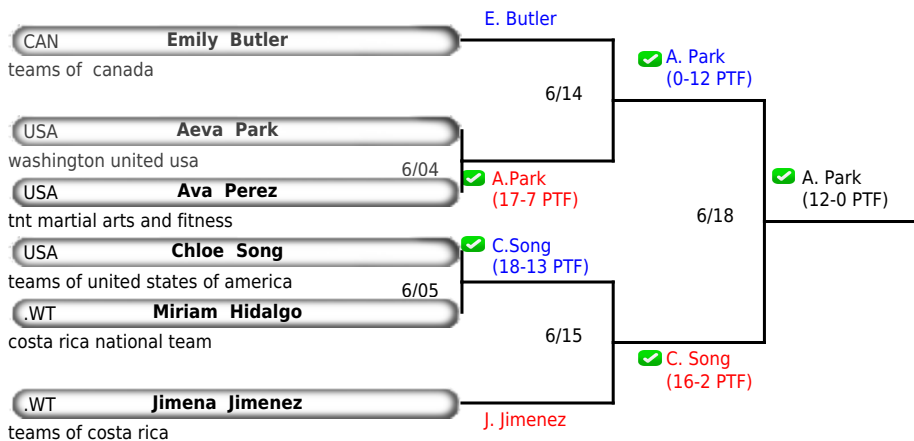 E. Butler
CAN Emily Butler
teams of canada
A. Park
(0-12 PTF)
6/14
USA Aeva Park
washington united usa
6/04
USA Ava Perez
A.Park
(17-7 PTF)
A. Park
(12-0 PTF)
tnt martial arts and fitness
6/18
USA Chloe Song
C.Song
(18-13 PTF)
teams of united states of america
6/05
.WT Miriam Hidalgo
costa rica national team
6/15
C. Song
(16-2 PTF)
.WT Jimena Jimenez
J. Jimenez
teams of costa rica